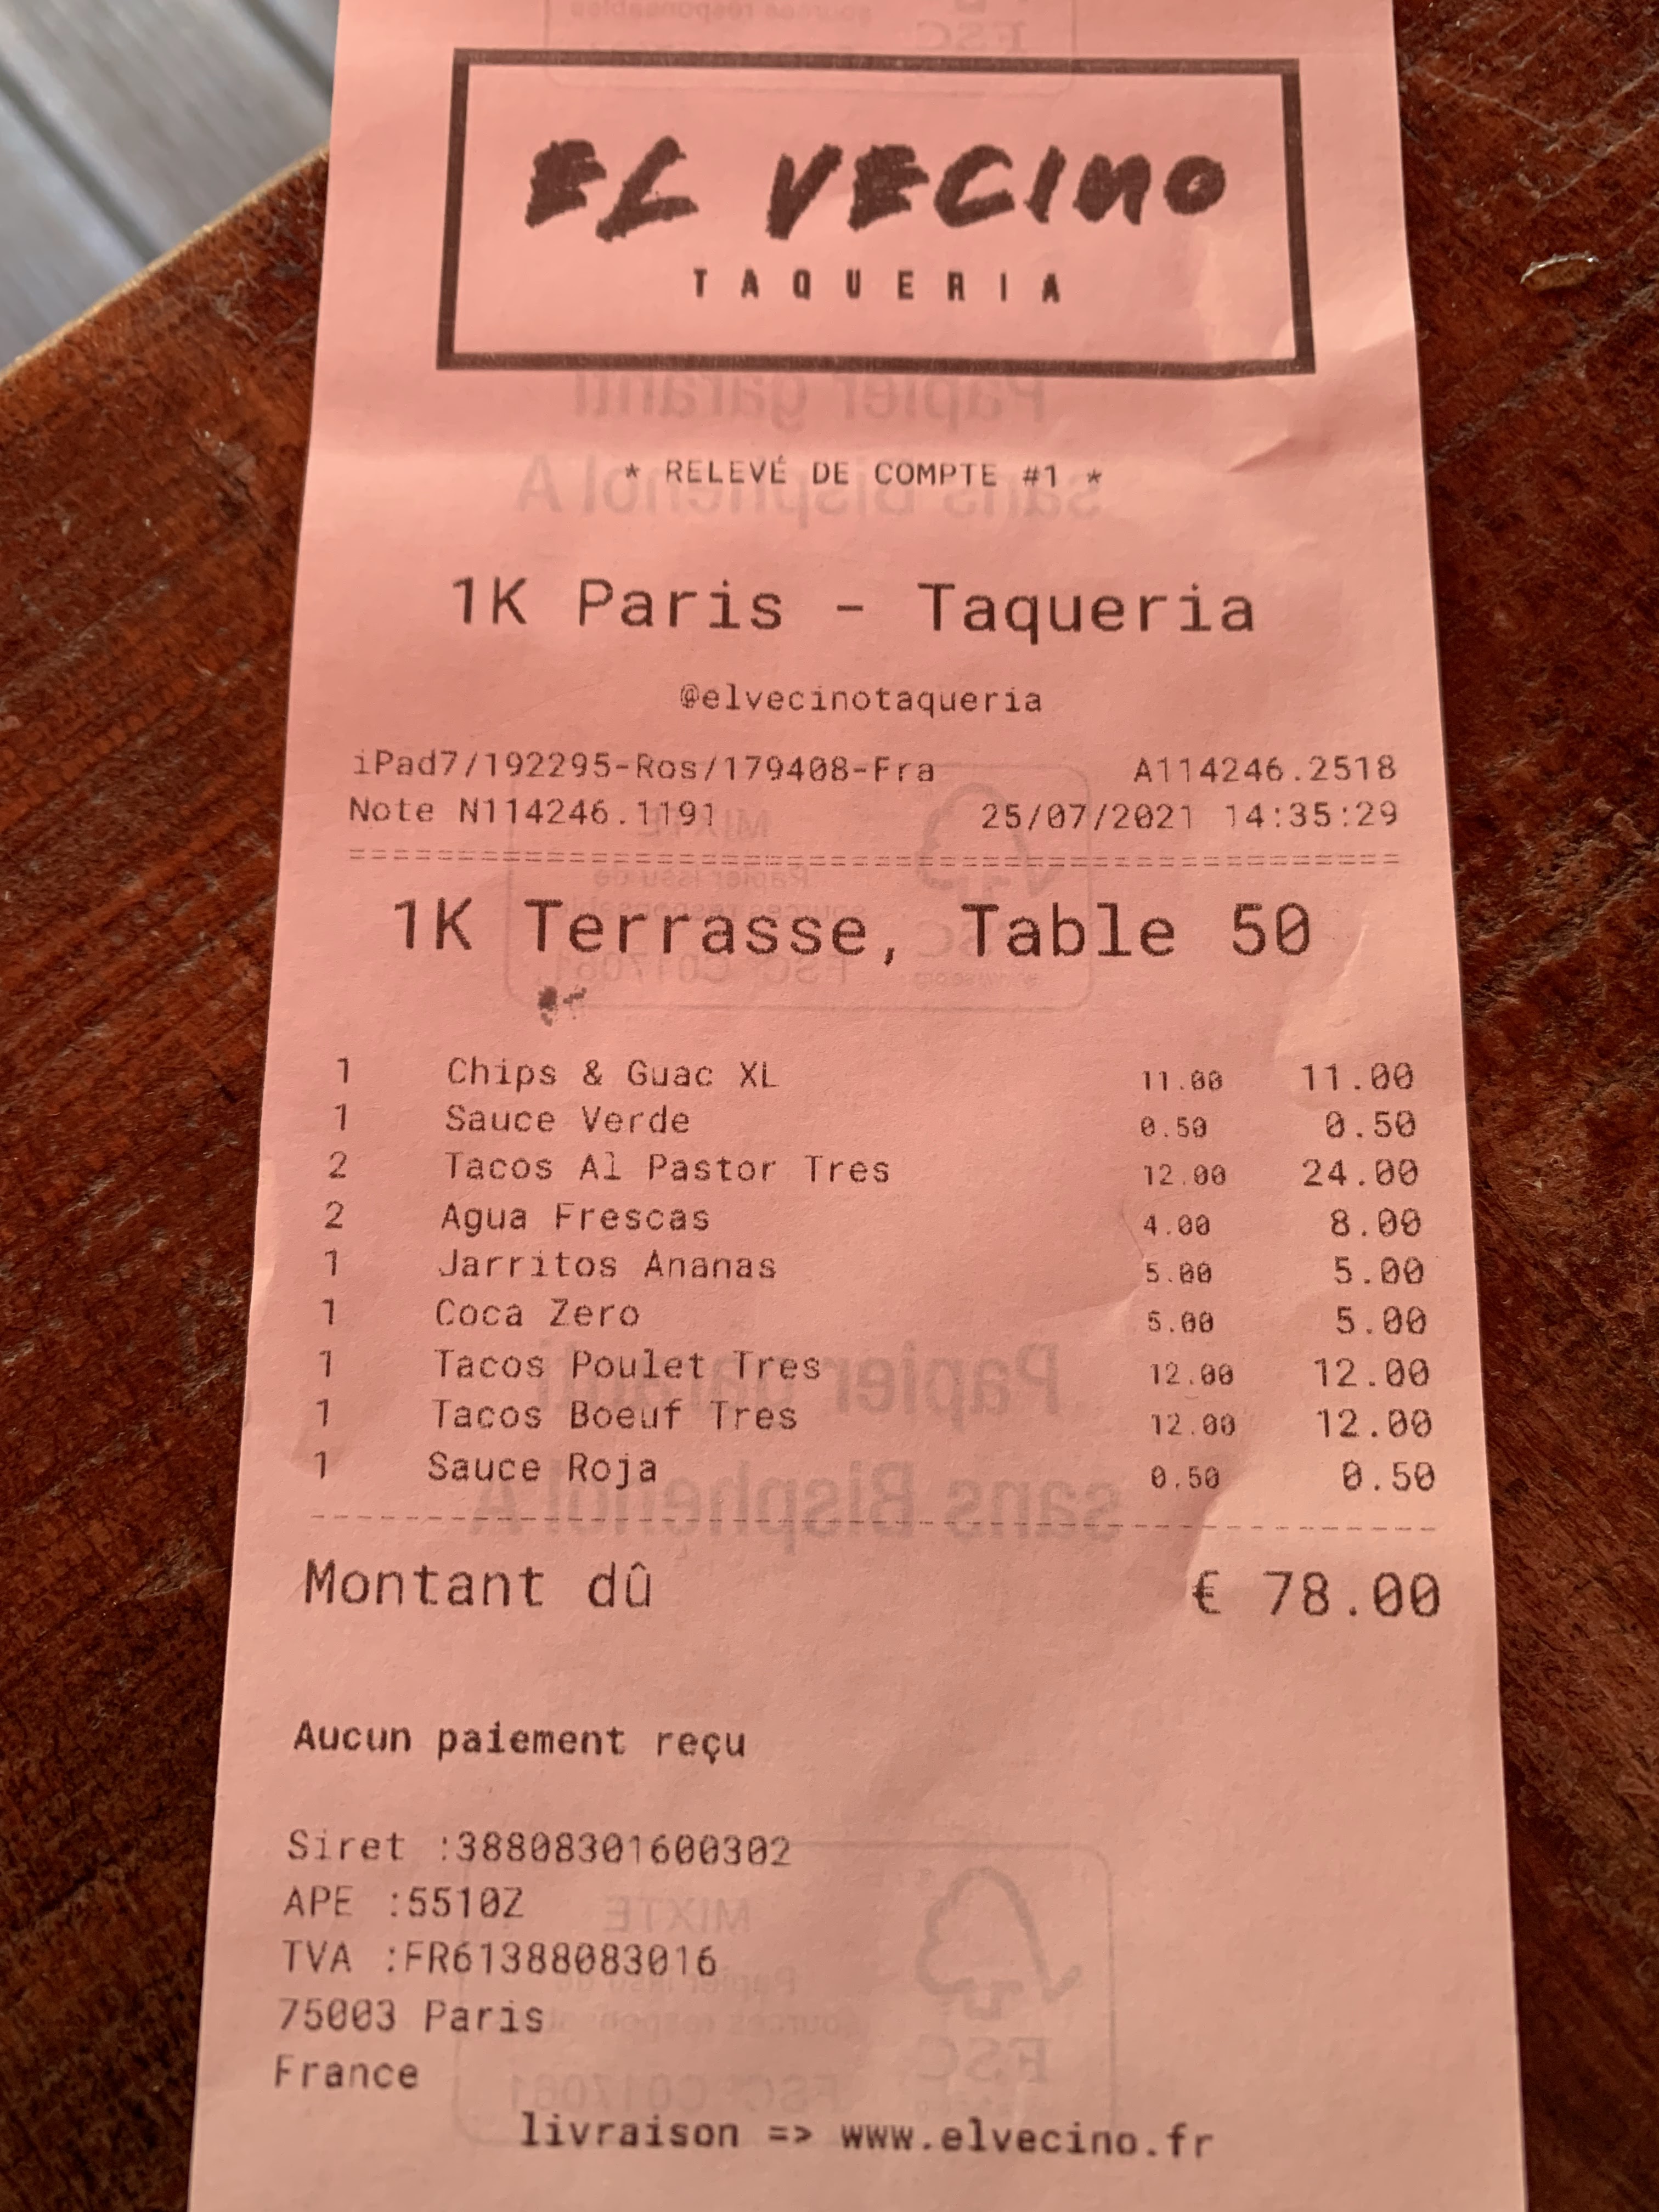 EL VECINO
TAQUERIA
* RELEVÉ DE COMPTE #1 *
1K Paris - Taqueria
@elvecinotaqueria
iPad7/192295-Ros/179408-Fra A114246.2518
Note N114246.1191 25/07/2021 14:35:29
1K Terrasse, Table 50
1 Chips & Guac XL 11.00 11.00
1 Sauce Verde 0.50 0.50
2 Tacos Al Pastor Tres 12.00 24.00
2 Agua Frescas 4.00 8.00
1 Jarritos Ananas 5.00 5.00
1 Coca Zero 5.00 5.00
1 Tacos Poulet Tres 12.00 12.00
1 Tacos Boeuf Tres 12.00 12.00
1 Sauce Roja 0.50 0.50
Montant dû € 78.00
Aucun paiement reçu
Siret :38808301600302
APE :5510Z
TVA :FR61388083016
75003 Paris
France
livraison => www.elvecino.fr